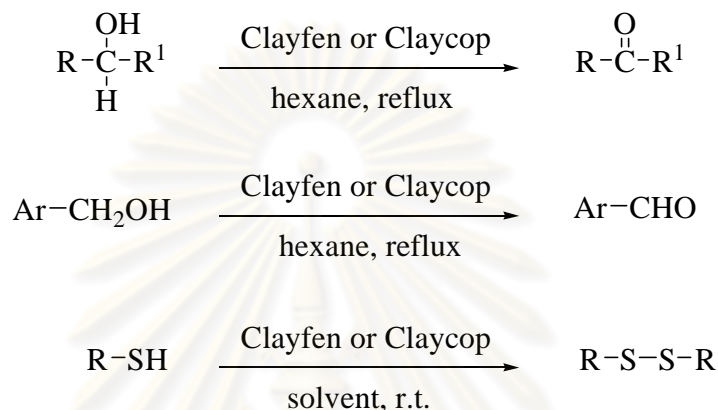 OH
R-C-R¹
H
Clayfen or Claycop
hexane, reflux
O
R-C-R¹
Ar-CH₂OH
Clayfen or Claycop
hexane, reflux
Ar-CHO
R-SH
Clayfen or Claycop
solvent, r.t.
R-S-S-R